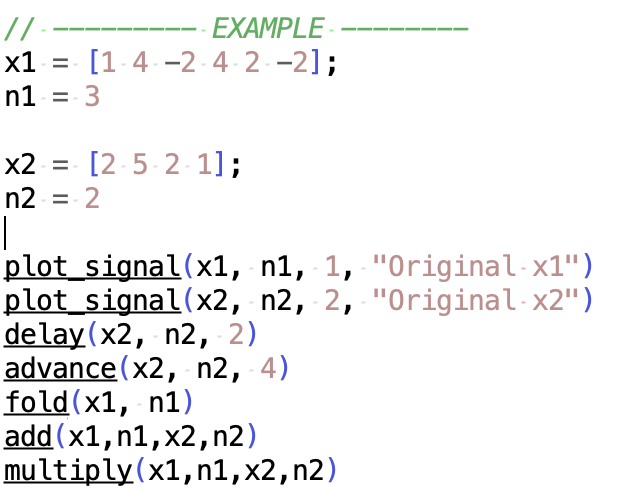 // --------- EXAMPLE --------
x1 = [1 4 -2 4 2 -2];
n1 = 3
x2 = [2 5 2 1];
n2 = 2
plot_signal(x1, n1, 1, "Original x1")
plot_signal(x2, n2, 2, "Original x2")
delay(x2, n2, 2)
advance(x2, n2, 4)
fold(x1, n1)
add(x1,n1,x2,n2)
multiply(x1,n1,x2,n2)